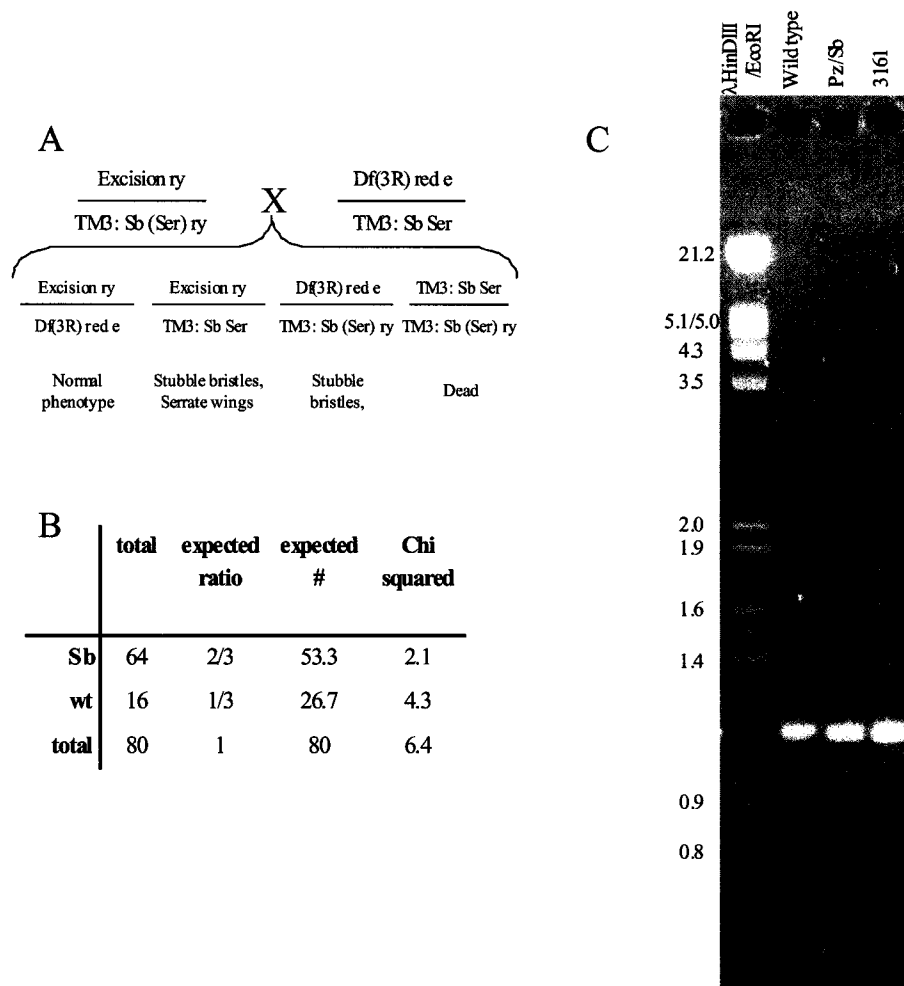 A
Excision ry
TM3: Sb (Ser) ry
X
Df(3R) red e
TM3: Sb Ser
Excision ry
Df(3R) red e
Normal
phenotype
Excision ry
TM3: Sb Ser
Stubble bristles,
Serrate wings
Df(3R) red e
TM3: Sb (Ser) ry
Stubble
bristles,
TM3: Sb Ser
TM3: Sb (Ser) ry
Dead
B
total expected ratio expected # Chi squared
Sb 64 2/3 53.3 2.1
wt 16 1/3 26.7 4.3
total 80 1 80 6.4
C
λHinDIII
/EcoRI
Wild type
Pz/Sb
3161
21.2
5.1/5.0
4.3
3.5
2.0
1.9
1.6
1.4
0.9
0.8